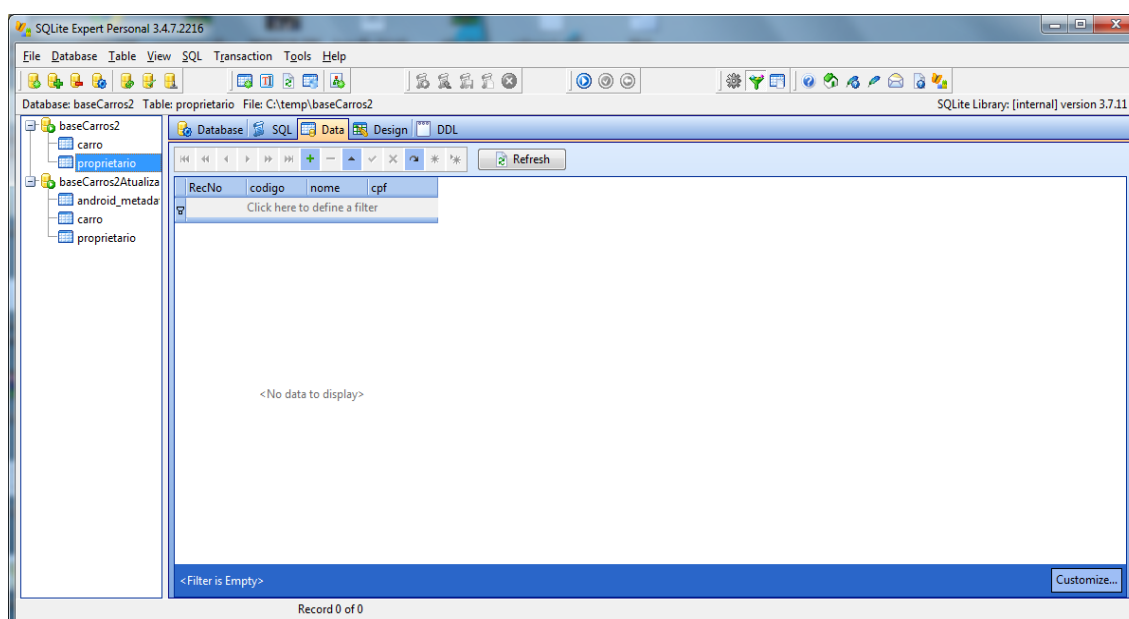 SQLite Expert Personal 3.4.7.2216
File Database Table View SQL Transaction Tools Help
Database: baseCarros2 Table: proprietario File: C:\temp\baseCarros2 SQLite Library: [internal] version 3.7.11
baseCarros2
carro
proprietario
baseCarros2Atualiza
android_metada
carro
proprietario
Database SQL Data Design DDL
Refresh
RecNo codigo nome cpf
Click here to define a filter
<No data to display>
<Filter is Empty> Customize...
Record 0 of 0